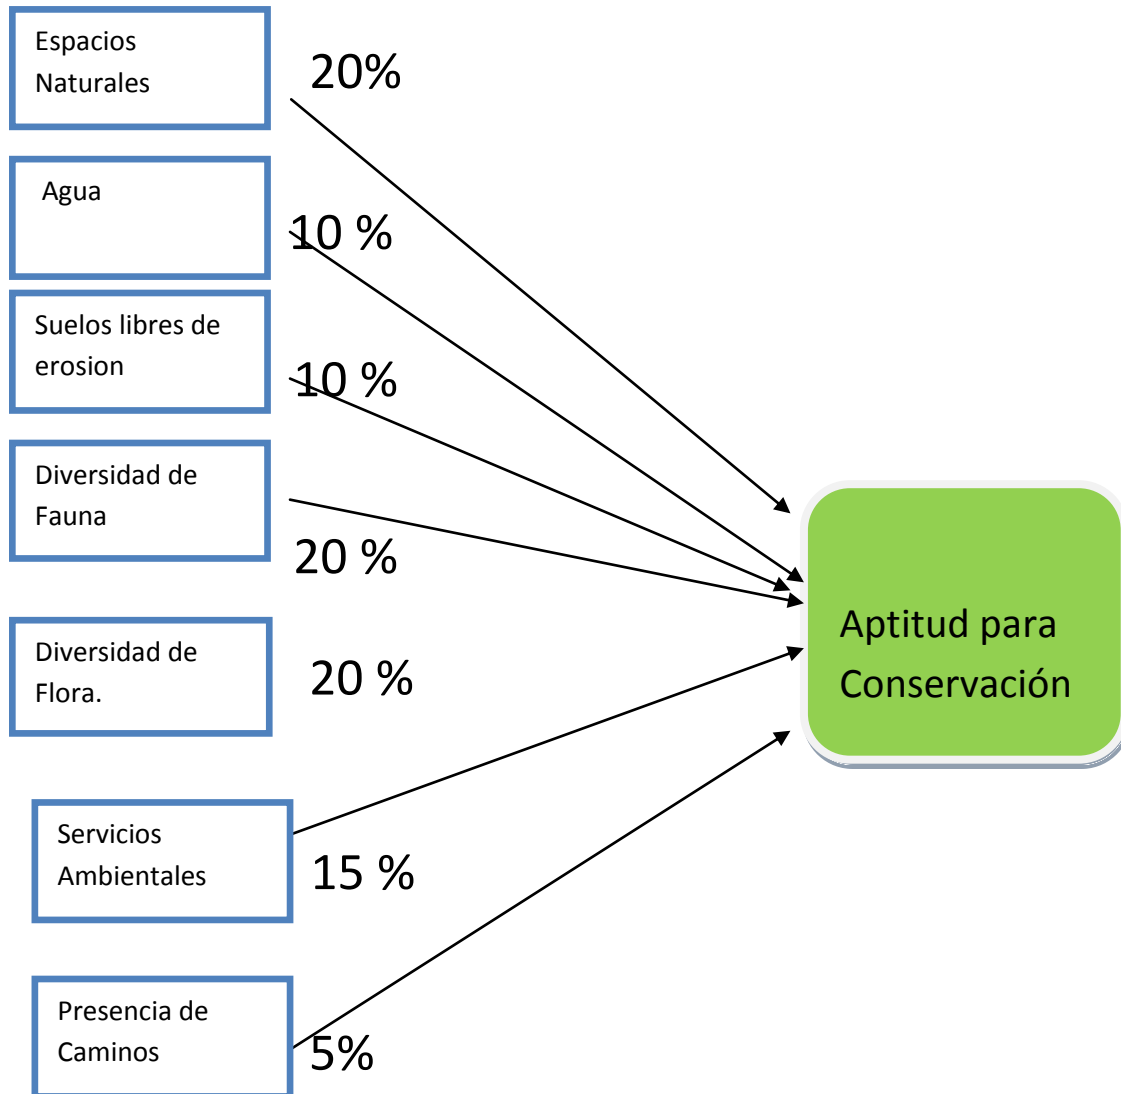 Espacios
Naturales
20%
Agua
10 %
Suelos libres de
erosion
10 %
Diversidad de
Fauna
20 %
Diversidad de
Flora.
20 %
Servicios
Ambientales
15 %
Presencia de
Caminos
5%
Aptitud para
Conservación